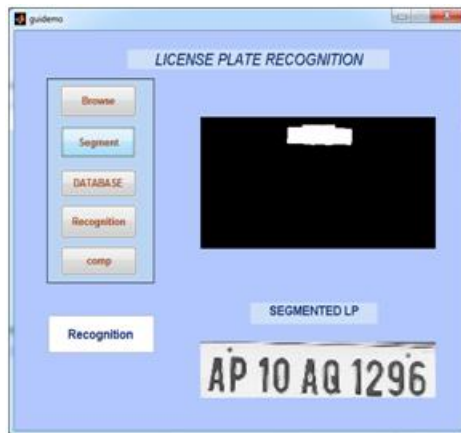 guidemo
LICENSE PLATE RECOGNITION
Browse
Segment
DATABASE
Recognition
comp
Recognition
SEGMENTED LP
AP 10 AQ 1296